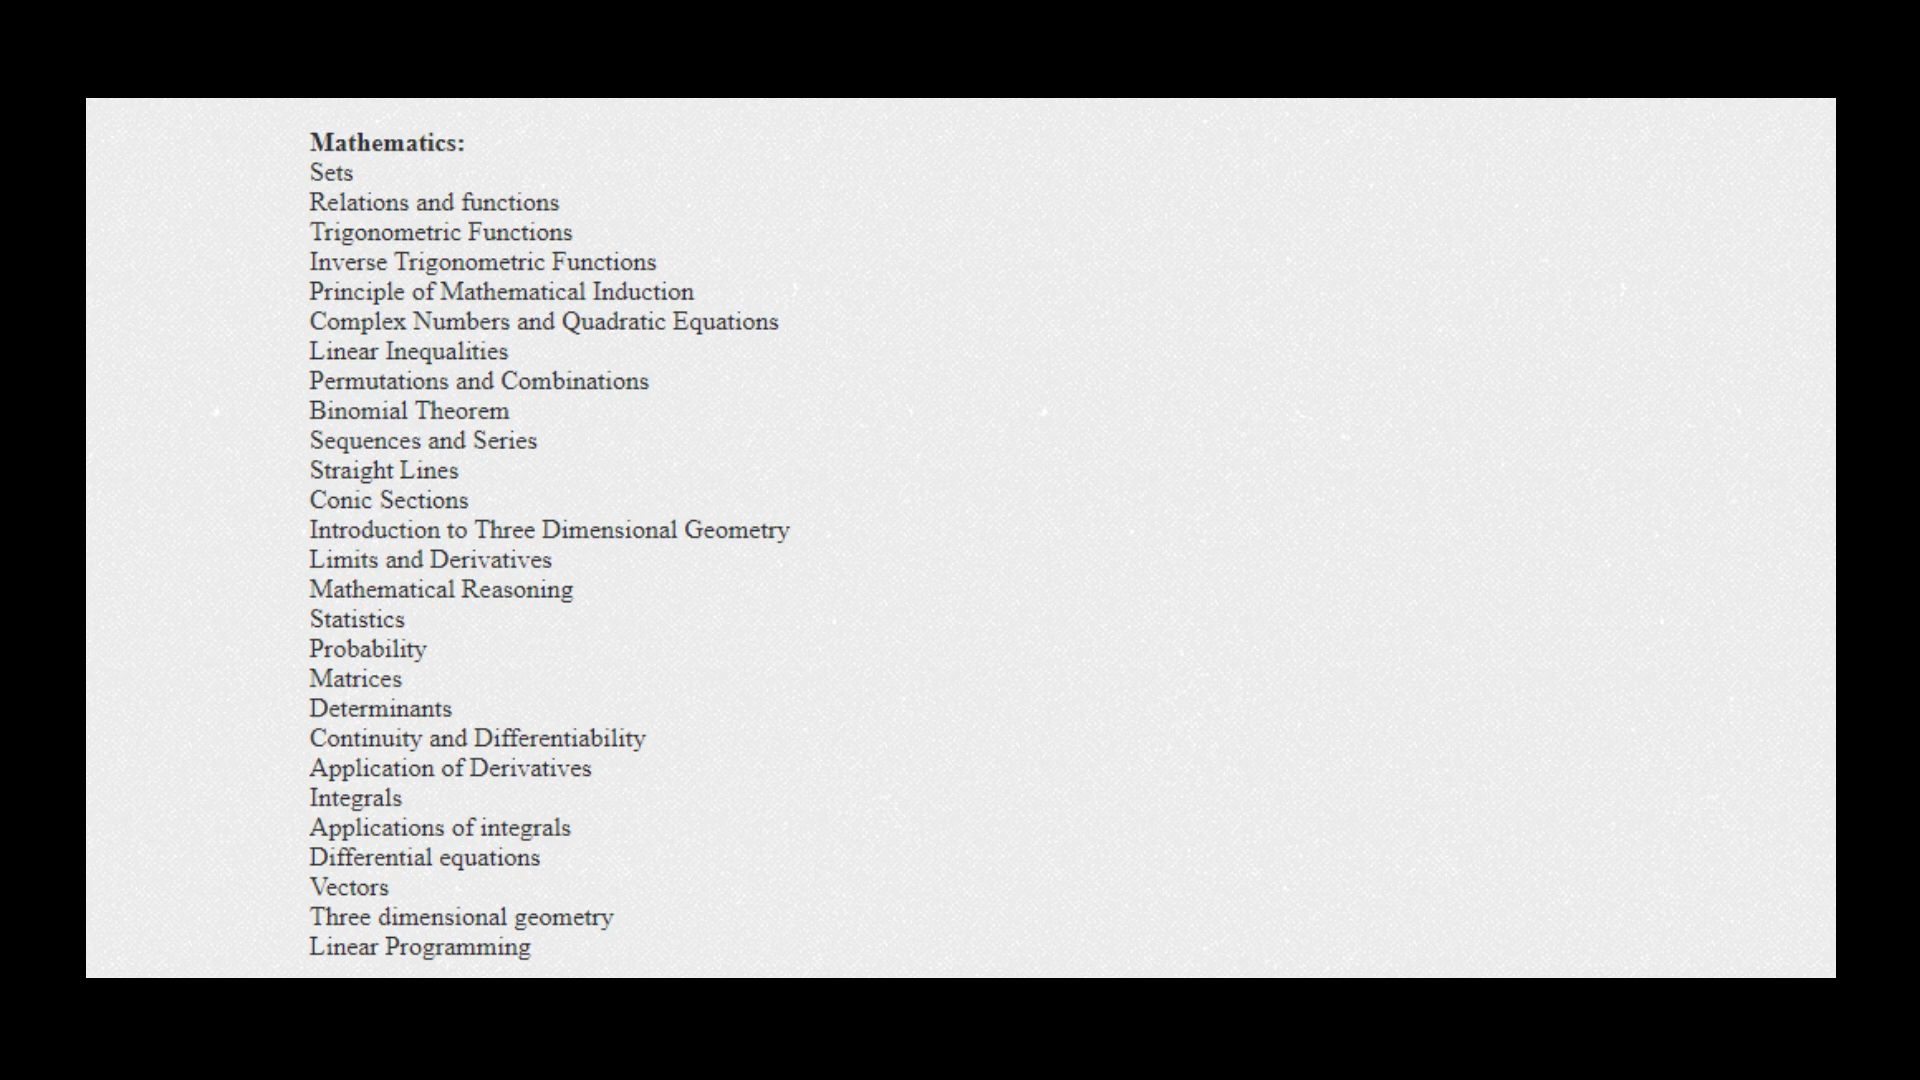 Mathematics:
Sets
Relations and functions
Trigonometric Functions
Inverse Trigonometric Functions
Principle of Mathematical Induction
Complex Numbers and Quadratic Equations
Linear Inequalities
Permutations and Combinations
Binomial Theorem
Sequences and Series
Straight Lines
Conic Sections
Introduction to Three Dimensional Geometry
Limits and Derivatives
Mathematical Reasoning
Statistics
Probability
Matrices
Determinants
Continuity and Differentiability
Application of Derivatives
Integrals
Applications of integrals
Differential equations
Vectors
Three dimensional geometry
Linear Programming